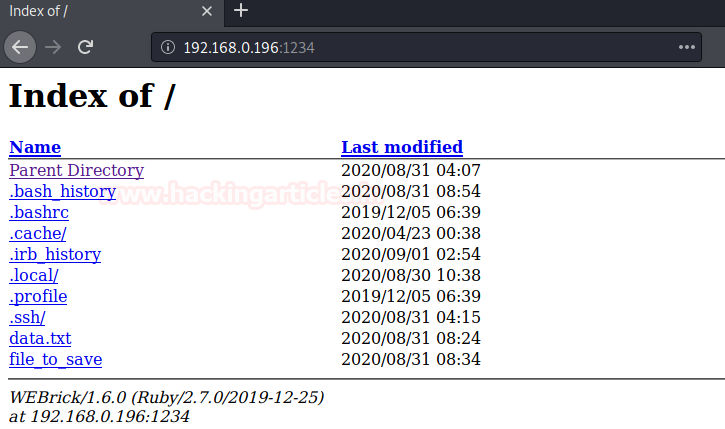 Index of /
192.168.0.196:1234
Index of /
Name Last modified
Parent Directory 2020/08/31 04:07
.bash_history 2020/08/31 08:54
.bashrc 2019/12/05 06:39
.cache/ 2020/04/23 00:38
.irb_history 2020/09/01 02:54
.local/ 2020/08/30 10:38
.profile 2019/12/05 06:39
.ssh/ 2020/08/31 04:15
data.txt 2020/08/31 08:24
file_to_save 2020/08/31 08:34
WEBrick/1.6.0 (Ruby/2.7.0/2019-12-25)
at 192.168.0.196:1234